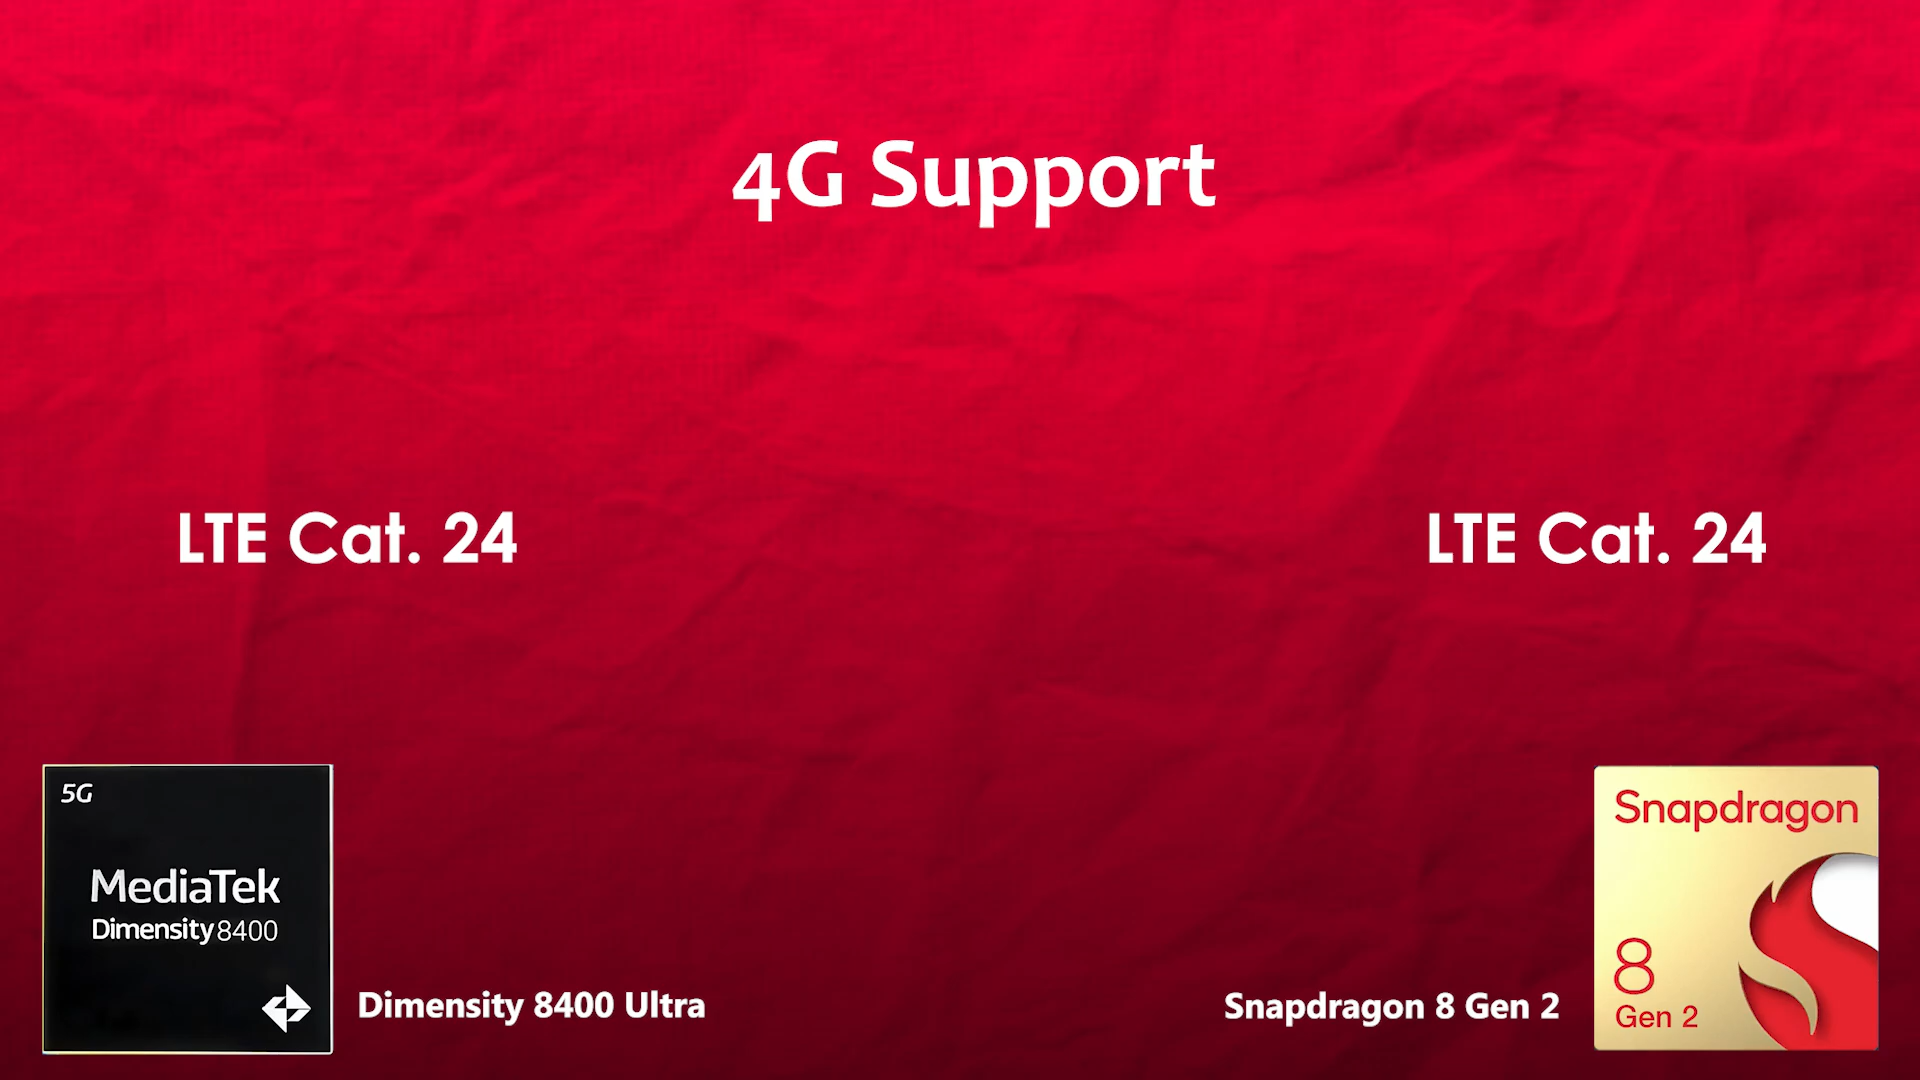 4G Support
LTE Cat. 24
LTE Cat. 24
5G
MediaTek
Dimensity 8400
Dimensity 8400 Ultra
Snapdragon 8 Gen 2
Snapdragon
8
Gen 2